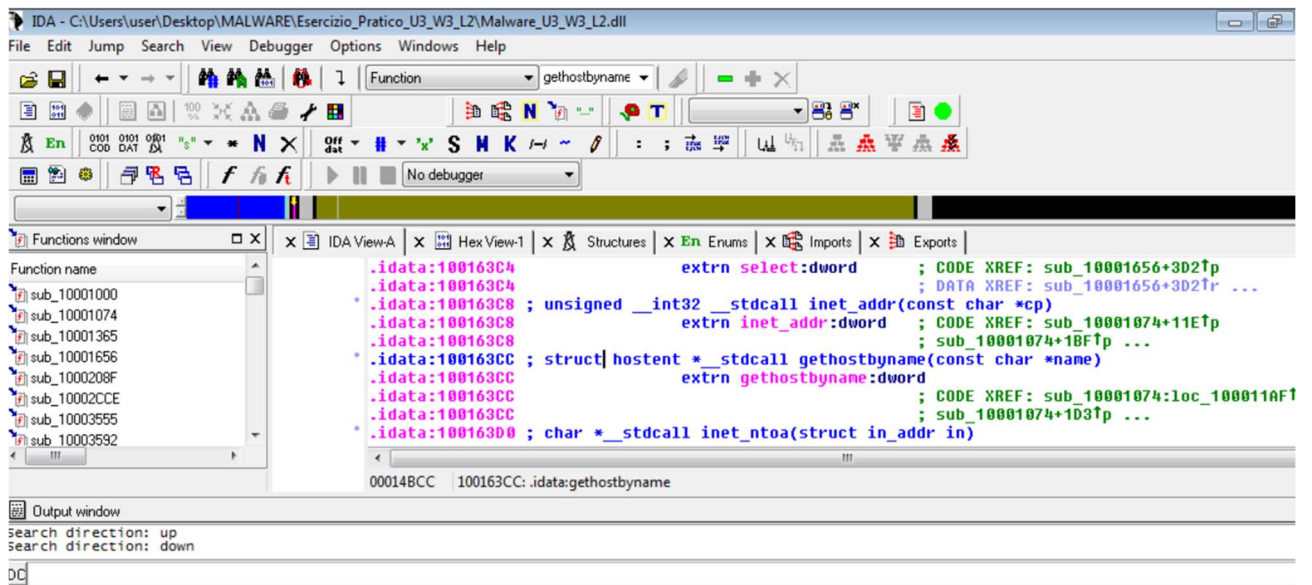 IDA - C:\Users\user\Desktop\MALWARE\Esercizio_Pratico_U3_W3_L2\Malware_U3_W3_L2.dll
File Edit Jump Search View Debugger Options Windows Help
Function gethostbyname
No debugger
Functions window
IDA View-A Hex View-1 Structures En Enums Imports Exports
Function name
sub_10001000
sub_10001074
sub_10001365
sub_10001656
sub_1000208F
sub_10002CCE
sub_10003555
sub_10003592
.idata:100163C4 extrn select:dword ; CODE XREF: sub_10001656+3D2↑p
.idata:100163C4 ; DATA XREF: sub_10001656+3D2↑r ...
.idata:100163C8 ; unsigned __int32 __stdcall inet_addr(const char *cp)
.idata:100163C8 extrn inet_addr:dword ; CODE XREF: sub_10001074+11E↑p
.idata:100163C8 ; sub_10001074+1BF↑p ...
.idata:100163CC ; struct hostent *__stdcall gethostbyname(const char *name)
.idata:100163CC extrn gethostbyname:dword
.idata:100163CC ; CODE XREF: sub_10001074:loc_100011AF↑
.idata:100163CC ; sub_10001074+1D3↑p ...
.idata:100163D0 ; char *__stdcall inet_ntoa(struct in_addr in)
00014BCC 100163CC: .idata:gethostbyname
Output window
Search direction: up
Search direction: down